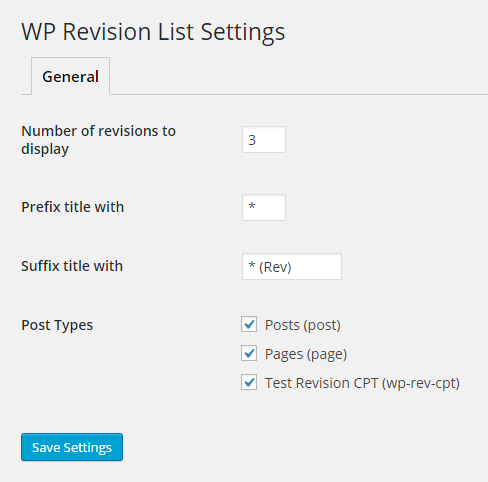 WP Revision List Settings
General
Number of revisions to
display
3
Prefix title with
*
Suffix title with
* (Rev)
Post Types
Posts (post)
Pages (page)
Test Revision CPT (wp-rev-cpt)
Save Settings